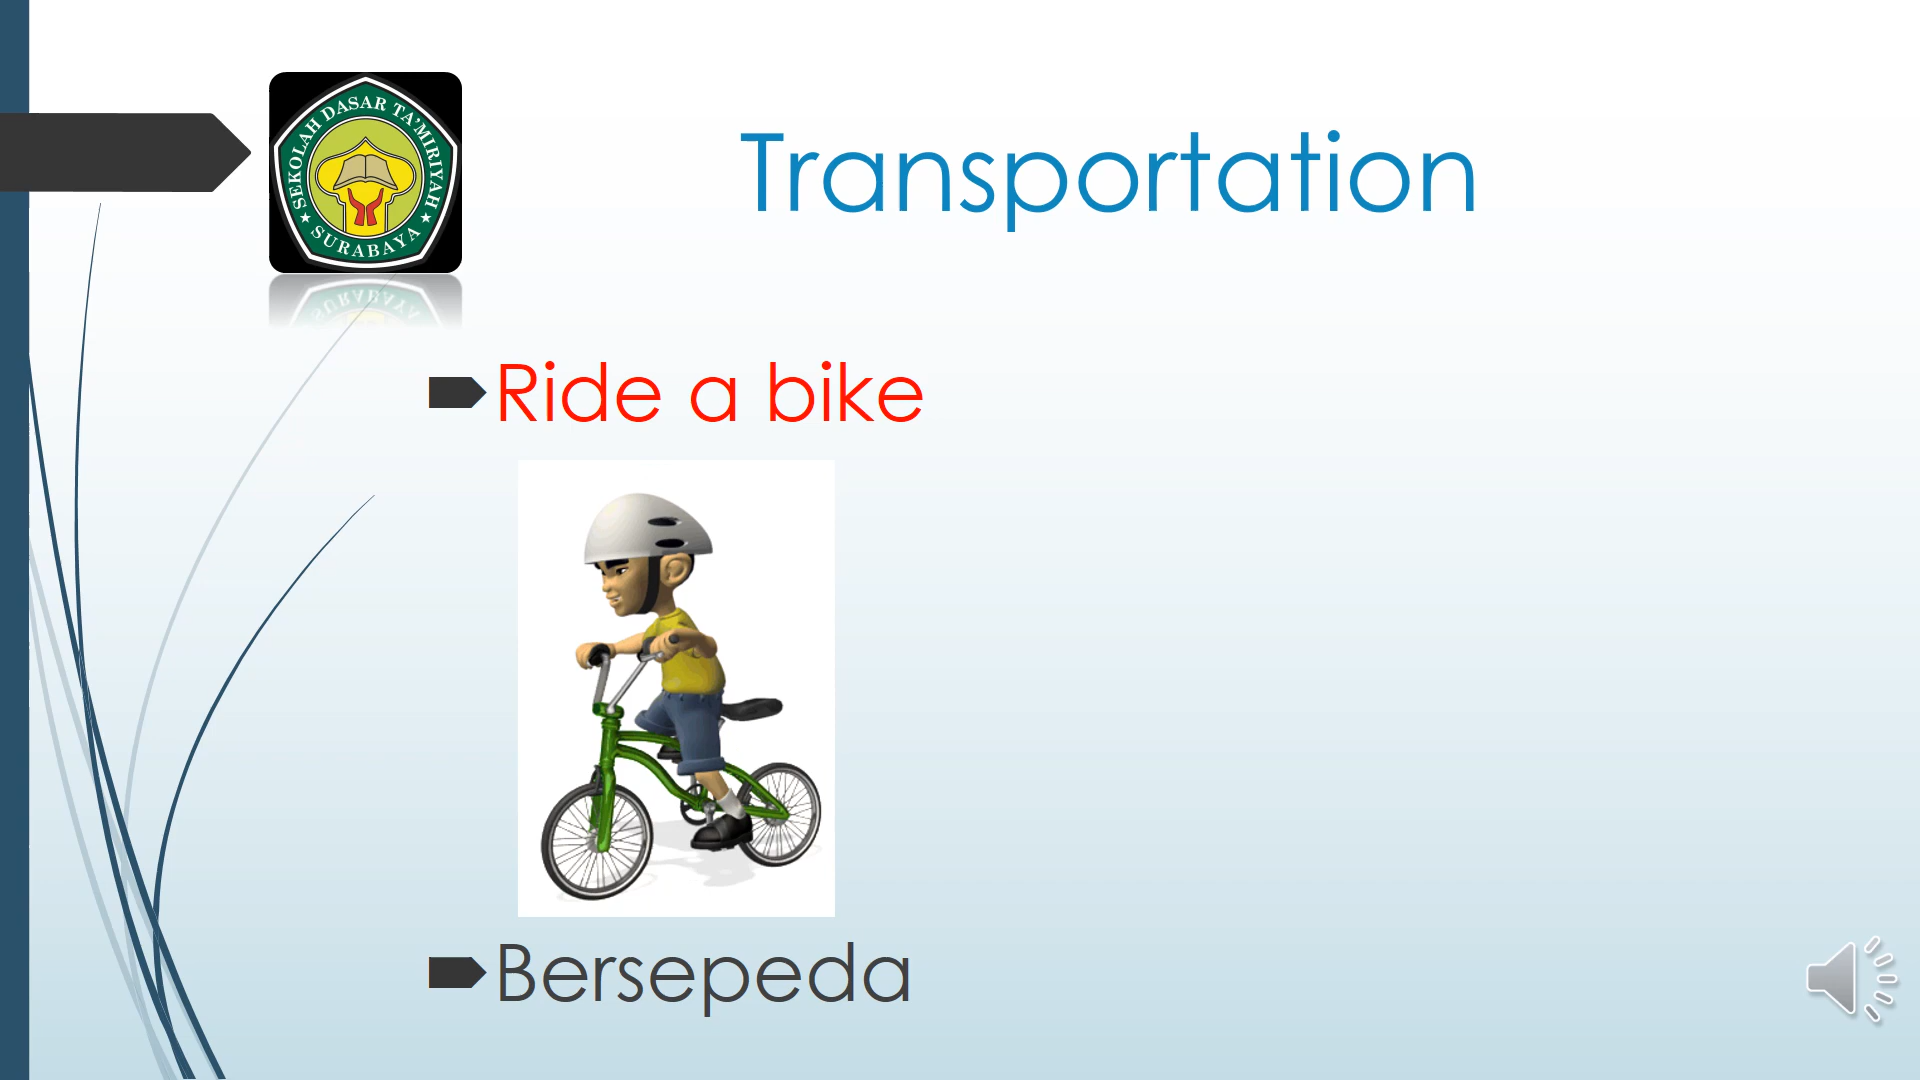 SEKOLAH DASAR TA'MIRIYAH
SURABAYA
Transportation
Ride a bike
Bersepeda